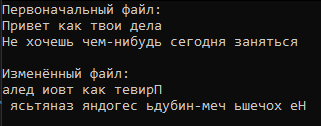 Первоначальный файл:
Привет как твои дела
Не хочешь чем-нибудь сегодня заняться

Изменённый файл:
алед иовт как тевирП
ясьтяназ яндогес ьдубин-меч ьшечох еН